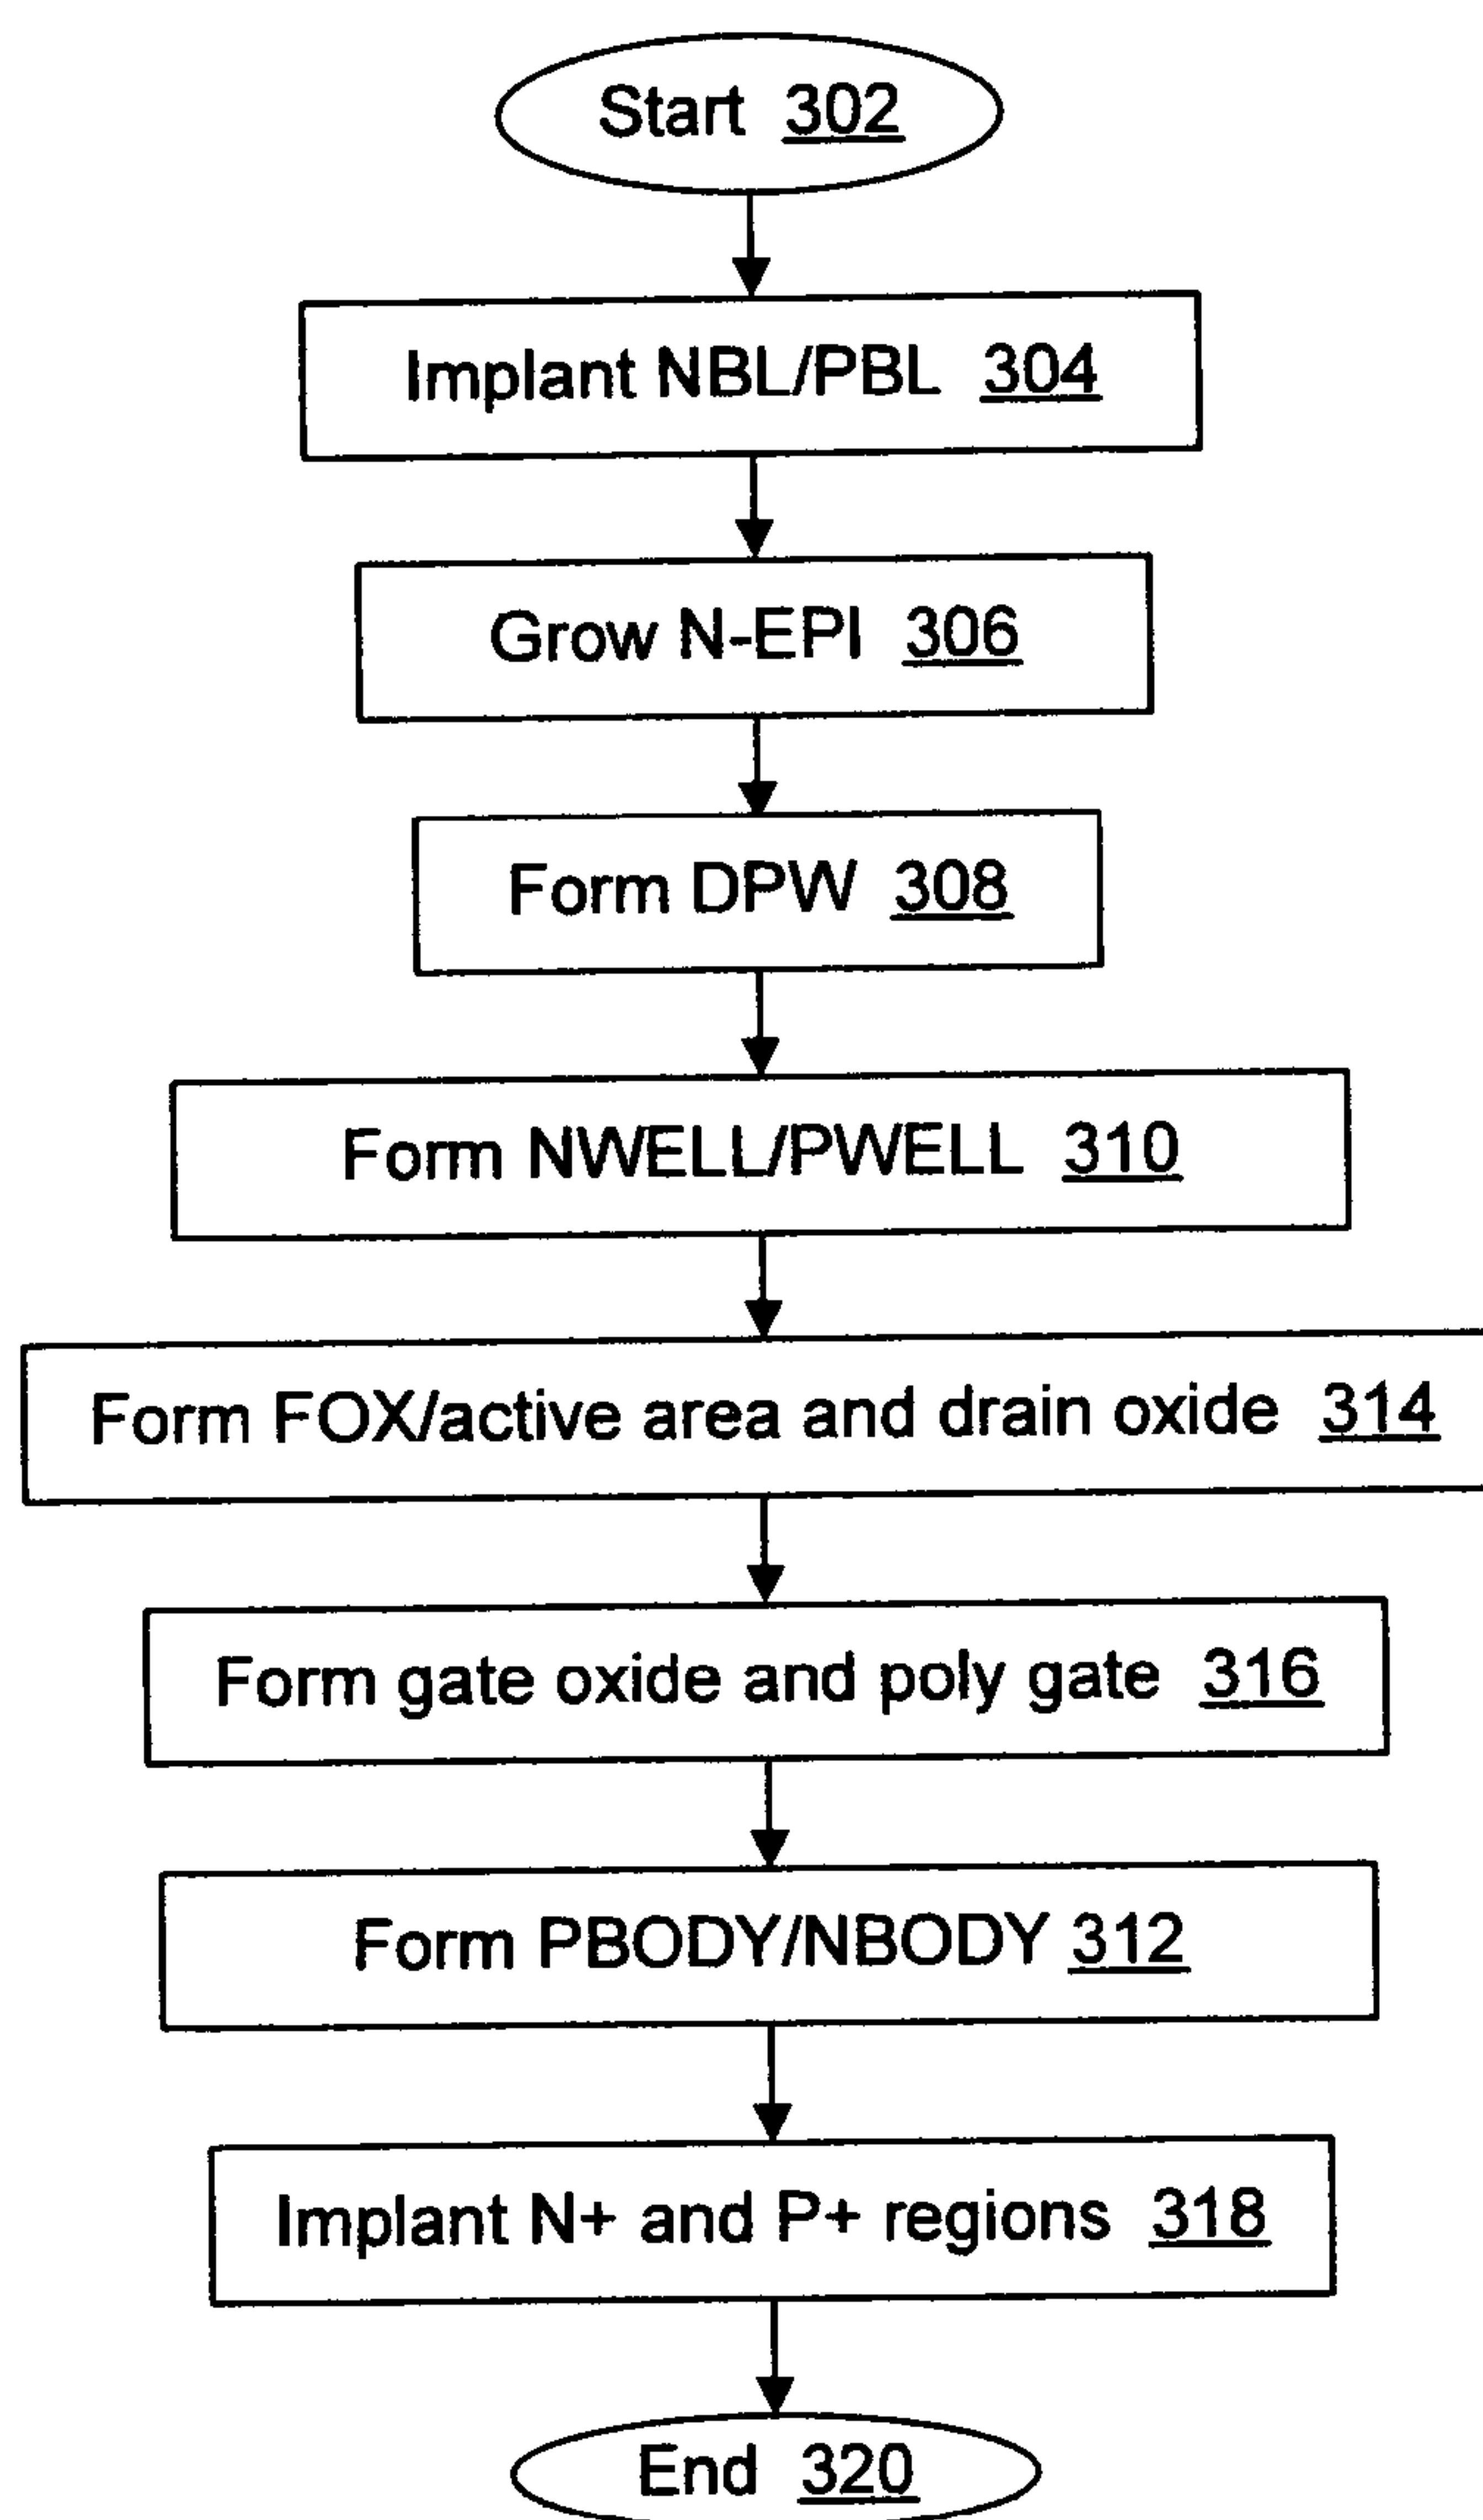 Start 302
Implant NBL/PBL 304
Grow N-EPI 306
Form DPW 308
Form NWELL/PWELL 310
Form FOX/active area and drain oxide 314
Form gate oxide and poly gate 316
Form PBODY/NBODY 312
Implant N+ and P+ regions 318
End 320